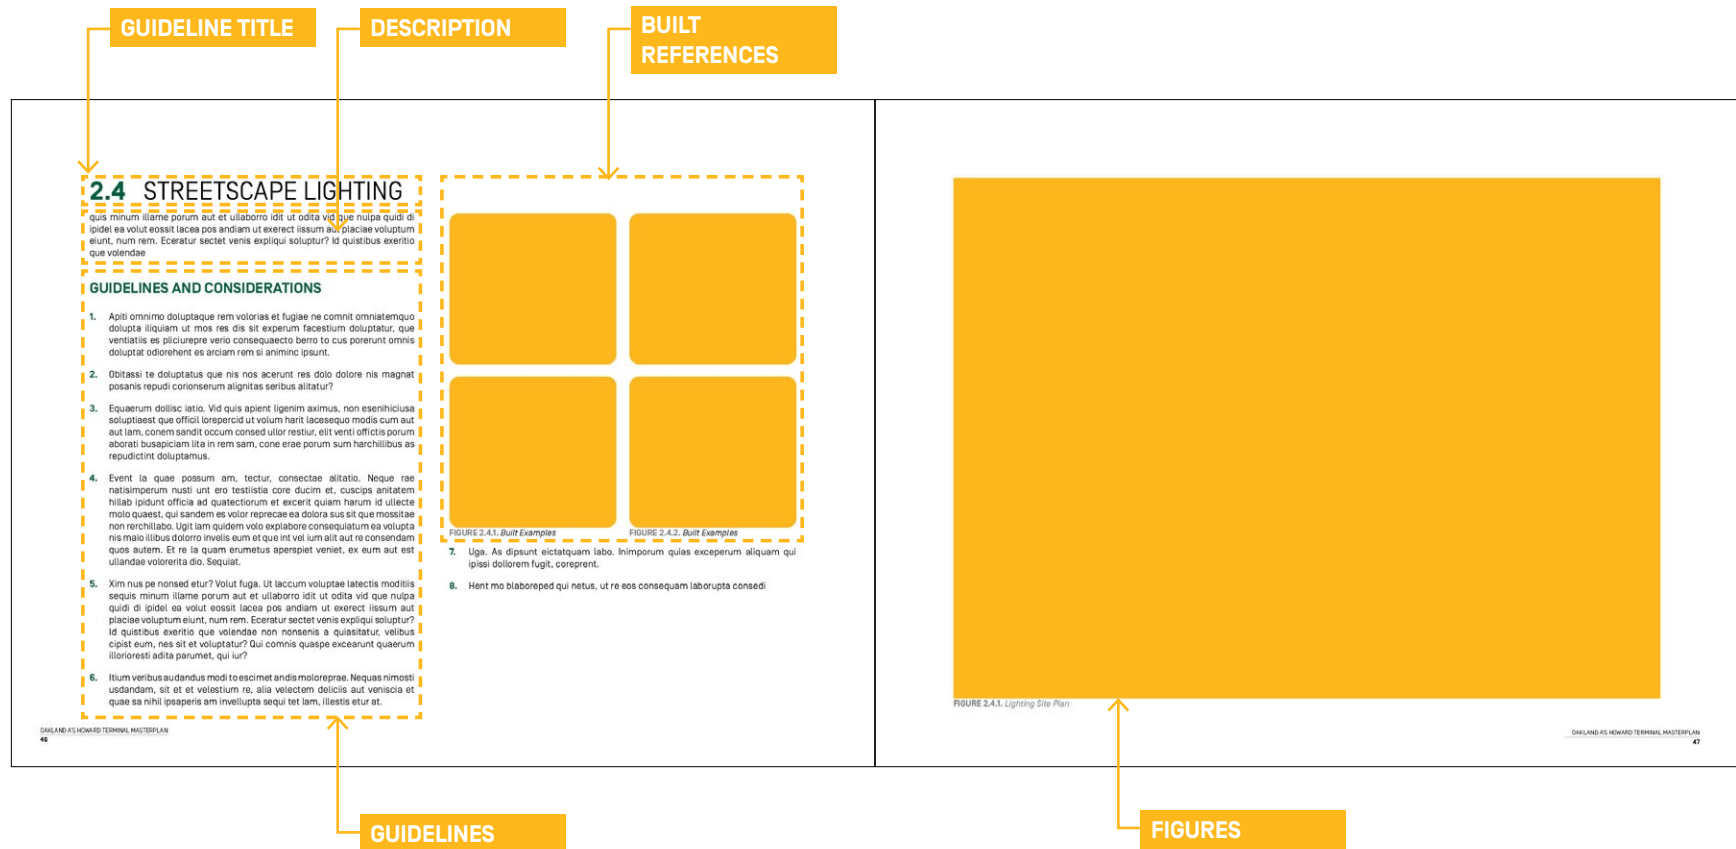 GUIDELINE TITLE
DESCRIPTION
BUILT
REFERENCES
2.4 STREETSCAPE LIGHTING
quis minum illame porum aut et ullaborro idit ut odita vid que nulpa quidi di
ipidel ea volut eossit lacea pos andiam ut exerect iissum aut placiae voluptum
eiunt, num rem. Eceratur sectet venis expliqui soluptur? Id quistibus exeritio
que volendae
GUIDELINES AND CONSIDERATIONS
1. Apiti omnimo doluptaque rem volorias et fugiae ne comnit omniatemquo
dolupta iliquiam ut mos res dis sit experum facestium doluptatur, que
ventiatiis es pliciurepre verio consequaecto berro to cus porerunt omnis
doluptat odiorehent es arciam rem si animinc ipsunt.
2. Obitassi te doluptatus que nis nos acerunt res dolo dolore nis magnat
posanis repudi corionserum alignitas seribus alitatur?
3. Equaerum dollisc iatio. Vid quis apient ligenim aximus, non esenihiciusa
soluptiaest que officil lorepercid ut volum harit lacesequo modis cum aut
aut lam, conem sandit occum consed ullor restiur, elit venti offictis porum
aborati busapiciam lita in rem sam, cone erae porum sum harchillibus as
repudictint doluptamus.
4. Event la quae possum am, tectur, consectae alitatio. Neque rae
natisimperum nusti unt ero testiistia core ducim et, cuscips anitatem
hillab ipidunt officia ad quatectiorum et excerit quiam harum id ullecte
molo quaest, qui sandem es volor reprecae ea dolora sus sit que mossitae
non rerchillabo. Ugit lam quidem volo explabore consequiatum ea volupta
nis maio illibus dolorro invelis eum et que int vel ium alit aut re consendam
quos autem. Et re la quam erumetus aperspiet veniet, ex eum aut est
ullandae volorerita dio. Sequiat.
5. Xim nus pe nonsed etur? Volut fuga. Ut laccum voluptae latectis moditiis
sequis minum illame porum aut et ullaborro idit ut odita vid que nulpa
quidi di ipidel ea volut eossit lacea pos andiam ut exerect iissum aut
placiae voluptum eiunt, num rem. Eceratur sectet venis expliqui soluptur?
Id quistibus exeritio que volendae non nonsenis a quiasitatur, velibus
cipist eum, nes sit et voluptatur? Qui comnis quaspe excearunt quaerum
illorioresti adita parumet, qui iur?
6. Itium veribus audandus modi to escimet andis moloreprae. Nequas nimosti
usdandam, sit et et velestium re, alia velectem deliciis aut veniscia et
quae sa nihil ipsaperis am invellupta sequi tet lam, illestis etur at.
FIGURE 2.4.1. Built Examples
FIGURE 2.4.2. Built Examples
7. Uga. As dipsunt eictatquam labo. Inimporum quias exceperum aliquam qui
ipissi dollorem fugit, coreprent.
8. Hent mo blaboreped qui netus, ut re eos consequam laborupta consedi
OAKLAND A'S HOWARD TERMINAL MASTERPLAN
46
FIGURE 2.4.1. Lighting Site Plan
OAKLAND A'S HOWARD TERMINAL MASTERPLAN
47
GUIDELINES
FIGURES